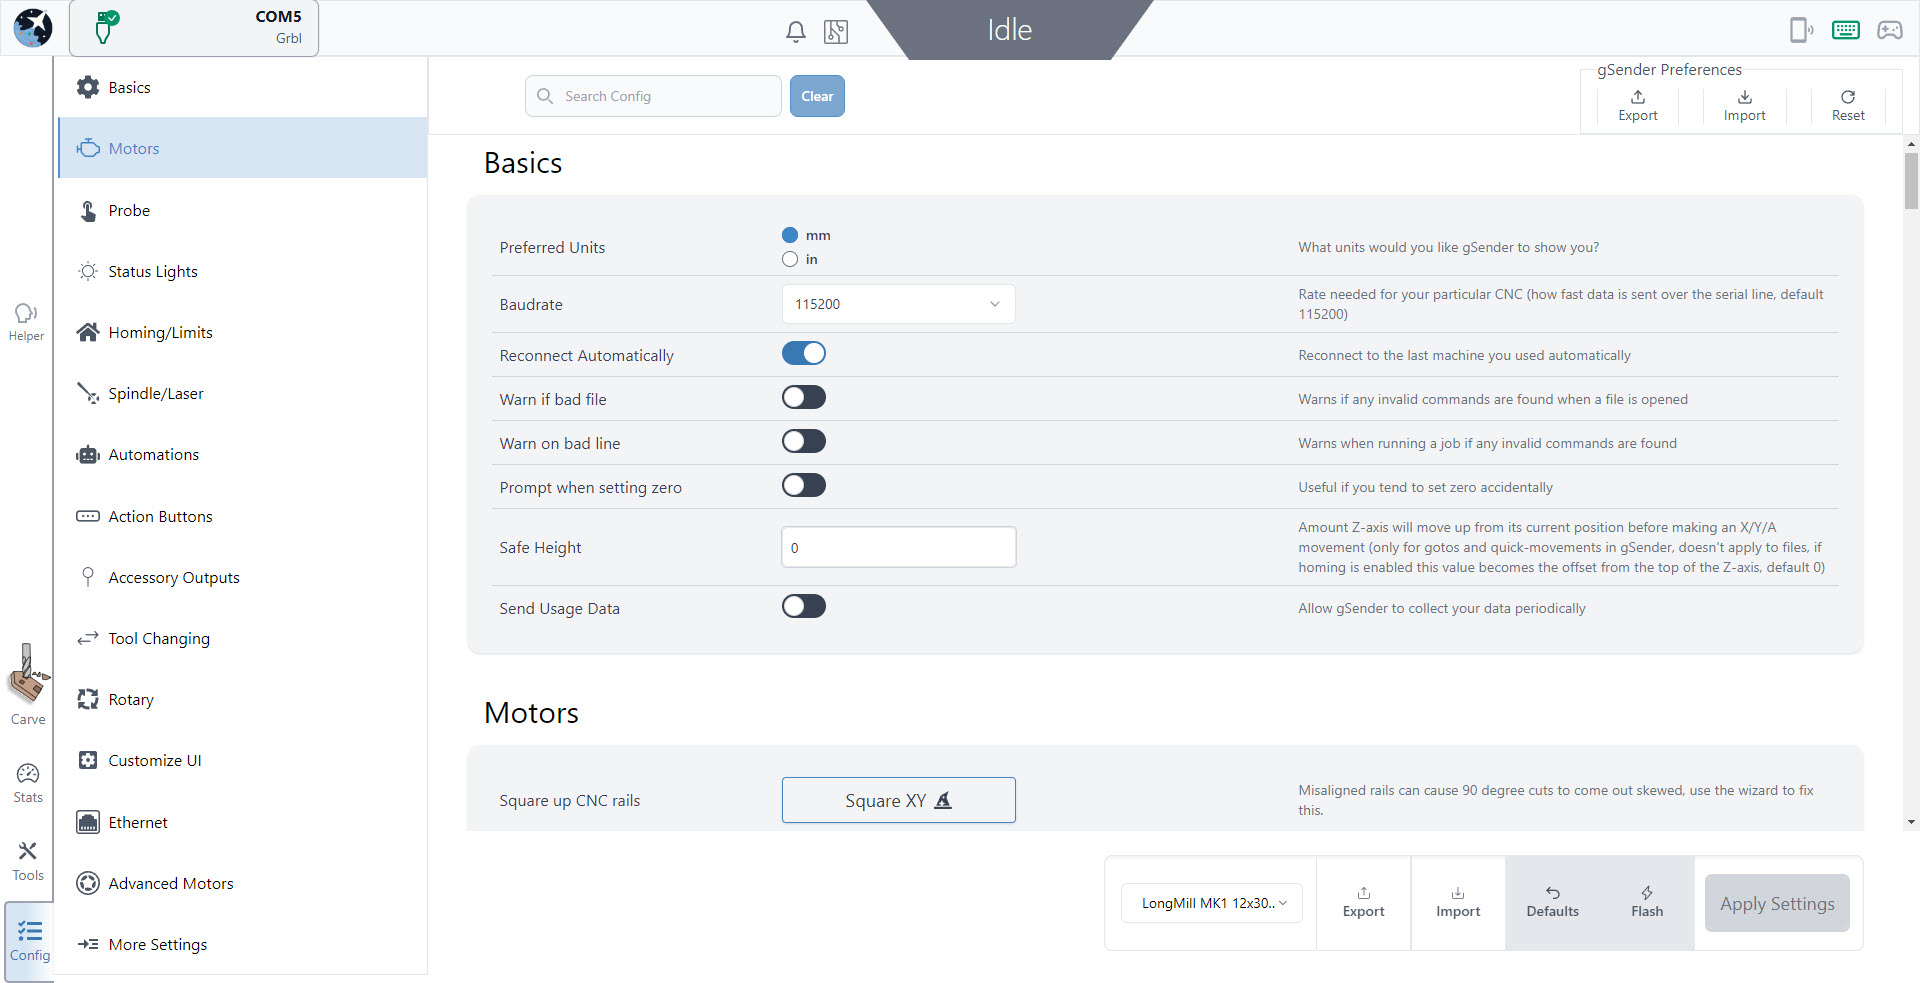 COM5
Grbl
Idle
Helper
Carve
Stats
Tools
Config
Basics
Motors
Probe
Status Lights
Homing/Limits
Spindle/Laser
Automations
Action Buttons
Accessory Outputs
Tool Changing
Rotary
Customize UI
Ethernet
Advanced Motors
More Settings
Search Config
Clear
gSender Preferences
Export
Import
Reset
Basics
Preferred Units
mm
in
What units would you like gSender to show you?
Baudrate
115200
Rate needed for your particular CNC (how fast data is sent over the serial line, default
115200)
Reconnect Automatically
Reconnect to the last machine you used automatically
Warn if bad file
Warns if any invalid commands are found when a file is opened
Warn on bad line
Warns when running a job if any invalid commands are found
Prompt when setting zero
Useful if you tend to set zero accidentally
Safe Height
0
Amount Z-axis will move up from its current position before making an X/Y/A
movement (only for gotos and quick-movements in gSender, doesn't apply to files, if
homing is enabled this value becomes the offset from the top of the Z-axis, default 0)
Send Usage Data
Allow gSender to collect your data periodically
Motors
Square up CNC rails
Square XY
Misaligned rails can cause 90 degree cuts to come out skewed, use the wizard to fix
this.
LongMill MK1 12x30..
Export
Import
Defaults
Flash
Apply Settings